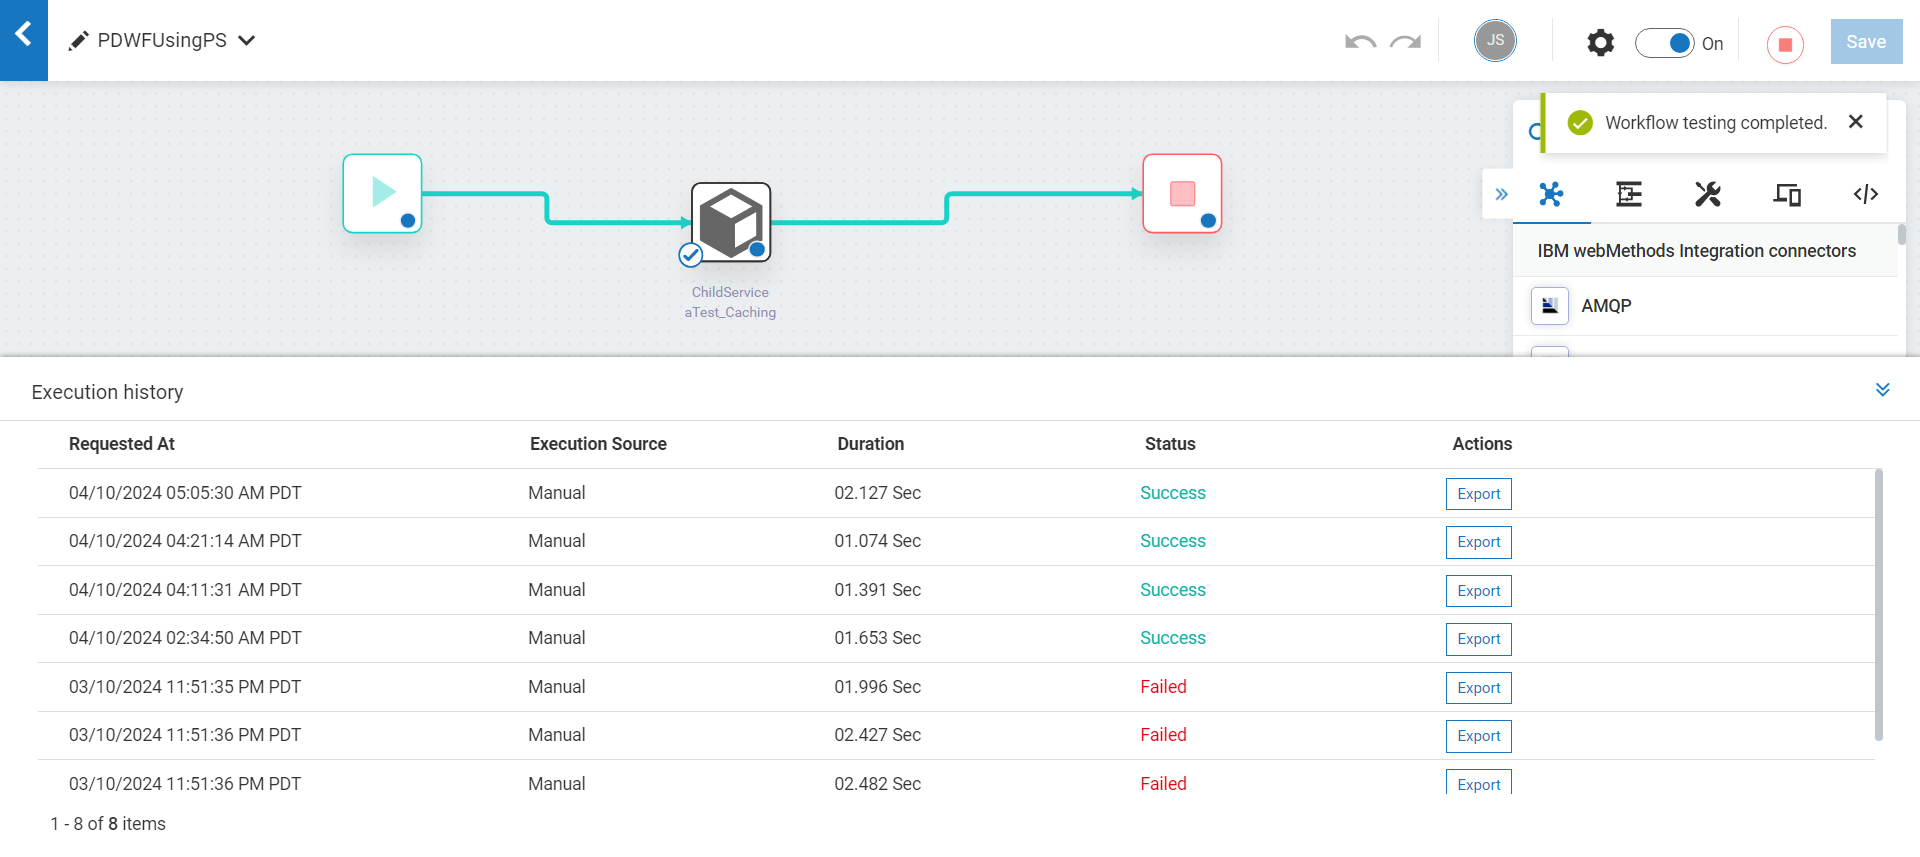 PDWFUsingPS
JS
On
Save
Workflow testing completed.
IBM webMethods Integration connectors
AMQP
ChildService
aTest_Caching
Execution history
Requested At Execution Source Duration Status Actions
04/10/2024 05:05:30 AM PDT Manual 02.127 Sec Success Export
04/10/2024 04:21:14 AM PDT Manual 01.074 Sec Success Export
04/10/2024 04:11:31 AM PDT Manual 01.391 Sec Success Export
04/10/2024 02:34:50 AM PDT Manual 01.653 Sec Success Export
03/10/2024 11:51:35 PM PDT Manual 01.996 Sec Failed Export
03/10/2024 11:51:36 PM PDT Manual 02.427 Sec Failed Export
03/10/2024 11:51:36 PM PDT Manual 02.482 Sec Failed Export
1 - 8 of 8 items